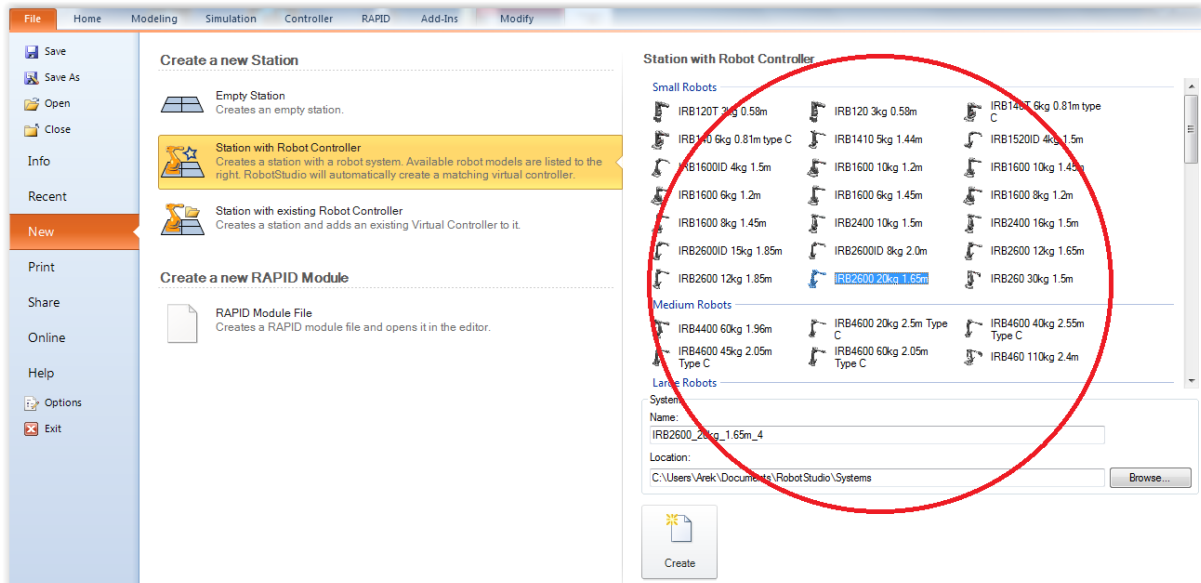 File Home Modeling Simulation Controller RAPID Add-Ins Modify
Save
Save As
Open
Close
Info
Recent
New
Print
Share
Online
Help
Options
Exit
Create a new Station
Empty Station
Creates an empty station.
Station with Robot Controller
Creates a station with a robot system. Available robot models are listed to the
right. RobotStudio will automatically create a matching virtual controller.
Station with existing Robot Controller
Creates a station and adds an existing Virtual Controller to it.
Create a new RAPID Module
RAPID Module File
Creates a RAPID module file and opens it in the editor.
Station with Robot Controller
Small Robots
IRB120T 3kg 0.58m
IRB120 3kg 0.58m
IRB140T 6kg 0.81m type
C
IRB140 6kg 0.81m type C
IRB1410 5kg 1.44m
IRB1520ID 4kg 1.5m
IRB1600ID 4kg 1.5m
IRB1600 10kg 1.2m
IRB1600 10kg 1.45m
IRB1600 6kg 1.2m
IRB1600 6kg 1.45m
IRB1600 8kg 1.2m
IRB1600 8kg 1.45m
IRB2400 10kg 1.5m
IRB2400 16kg 1.5m
IRB2600ID 15kg 1.85m
IRB2600ID 8kg 2.0m
IRB2600 12kg 1.65m
IRB2600 12kg 1.85m
IRB2600 20kg 1.65m
IRB260 30kg 1.5m
Medium Robots
IRB4400 60kg 1.96m
IRB4600 20kg 2.5m Type
C
IRB4600 40kg 2.55m
Type C
IRB4600 45kg 2.05m
Type C
IRB4600 60kg 2.05m
Type C
IRB460 110kg 2.4m
Large Robots
System
Name:
IRB2600_20kg_1.65m_4
Location:
C:\Users\Arek\Documents\RobotStudio\Systems
Browse...
Create